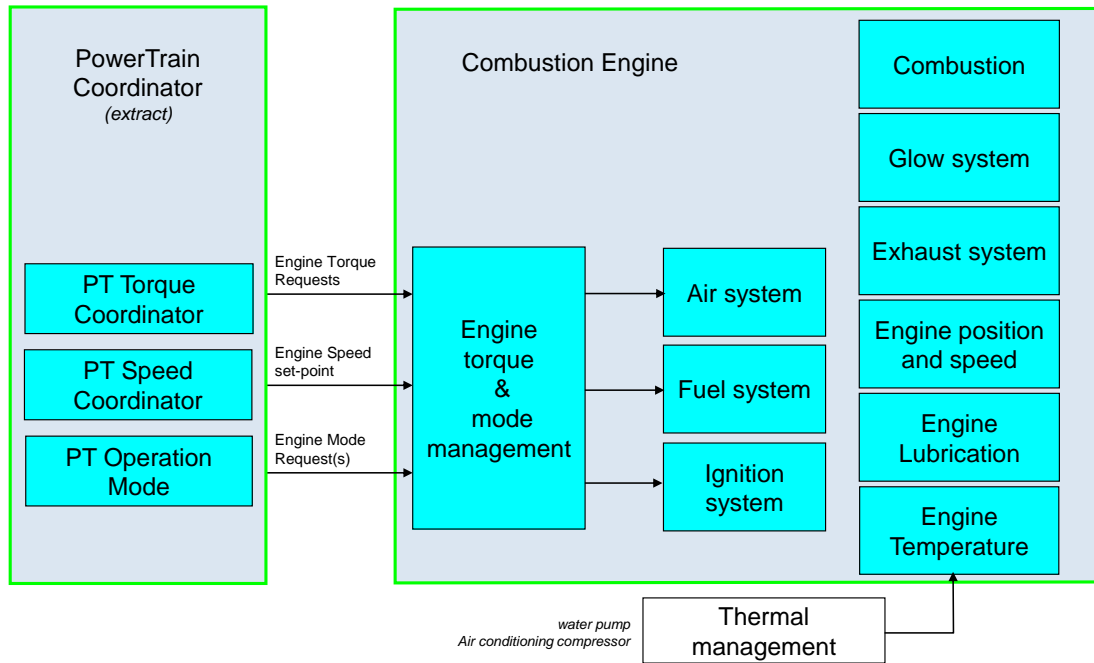 PowerTrain
Coordinator
(extract)
PT Torque
Coordinator
PT Speed
Coordinator
PT Operation
Mode
Engine Torque
Requests
Engine Speed
set-point
Engine Mode
Request(s)
Combustion Engine
Engine
torque
&
mode
management
Air system
Fuel system
Ignition
system
Combustion
Glow system
Exhaust system
Engine position
and speed
Engine
Lubrication
Engine
Temperature
water pump
Air conditioning compressor
Thermal
management